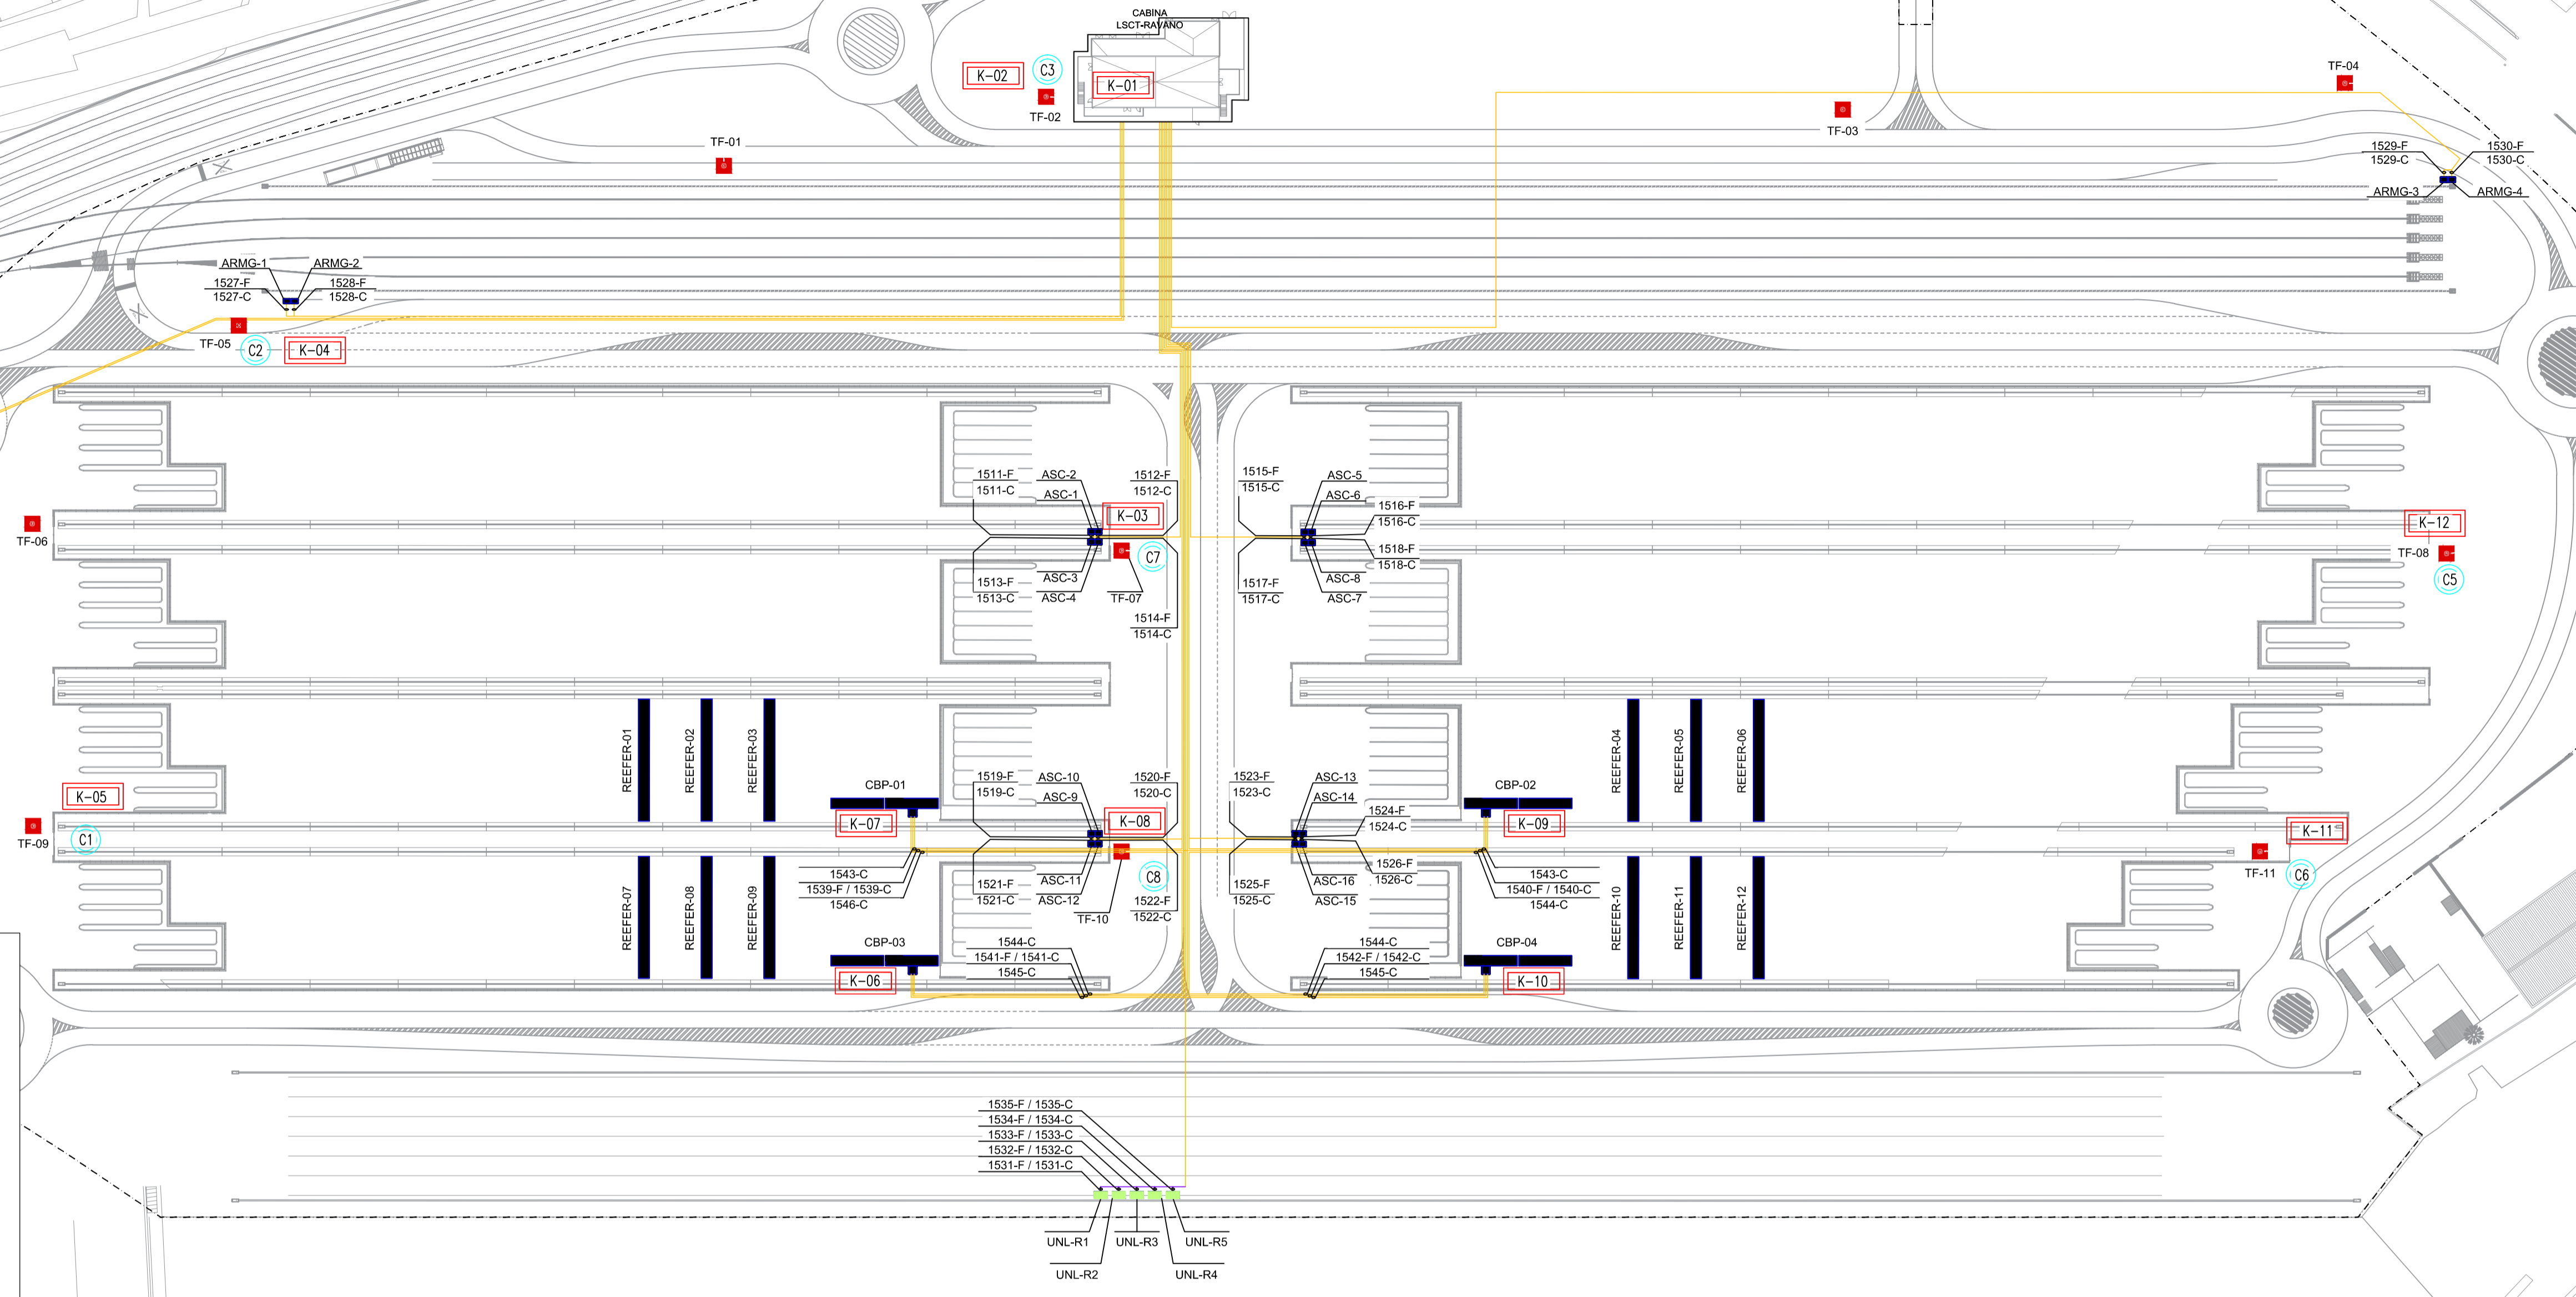 CABINA
LSCT-RAVANO
K-02
C3
K-01
TF-02
TF-04
TF-03
TF-01
1529-F
1529-C
1530-F
1530-C
ARMG-3
ARMG-4
ARMG-1
ARMG-2
1527-F
1527-C
1528-F
1528-C
TF-05
C2
K-04
1511-F
1511-C
ASC-2
ASC-1
1512-F
1512-C
K-03
1515-F
1515-C
ASC-5
ASC-6
1516-F
1516-C
K-12
TF-06
C7
1518-F
1518-C
TF-08
C5
1513-F
1513-C
ASC-3
ASC-4
TF-07
1517-F
1517-C
ASC-8
ASC-7
1514-F
1514-C
REEFER-01
REEFER-02
REEFER-03
REEFER-04
REEFER-05
REEFER-06
K-05
CBP-01
1519-F
1519-C
ASC-10
ASC-9
1520-F
1520-C
1523-F
1523-C
ASC-13
ASC-14
CBP-02
TF-09
C1
K-07
K-08
1524-F
1524-C
K-09
K-11
1543-C
1539-F / 1539-C
1546-C
1521-F
1521-C
ASC-11
ASC-12
TF-10
C8
1522-F
1522-C
1525-F
1525-C
1526-F
1526-C
ASC-16
ASC-15
1543-C
1540-F / 1540-C
1544-C
TF-11
C6
REEFER-07
REEFER-08
REEFER-09
REEFER-10
REEFER-11
REEFER-12
CBP-03
K-06
1544-C
1541-F / 1541-C
1545-C
1544-C
1542-F / 1542-C
1545-C
CBP-04
K-10
1535-F / 1535-C
1534-F / 1534-C
1533-F / 1533-C
1532-F / 1532-C
1531-F / 1531-C
UNL-R1
UNL-R3
UNL-R5
UNL-R2
UNL-R4